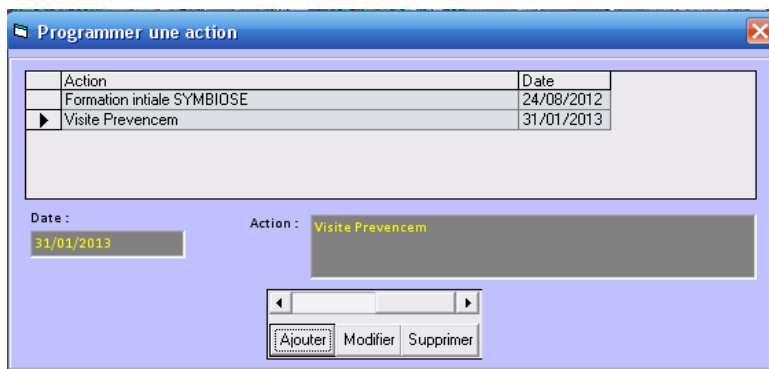 Programmer une action
Action Date
Formation intiale SYMBIOSE 24/08/2012
Visite Prevencem 31/01/2013
Date : Action :
31/01/2013 Visite Prevencem
Ajouter Modifier Supprimer